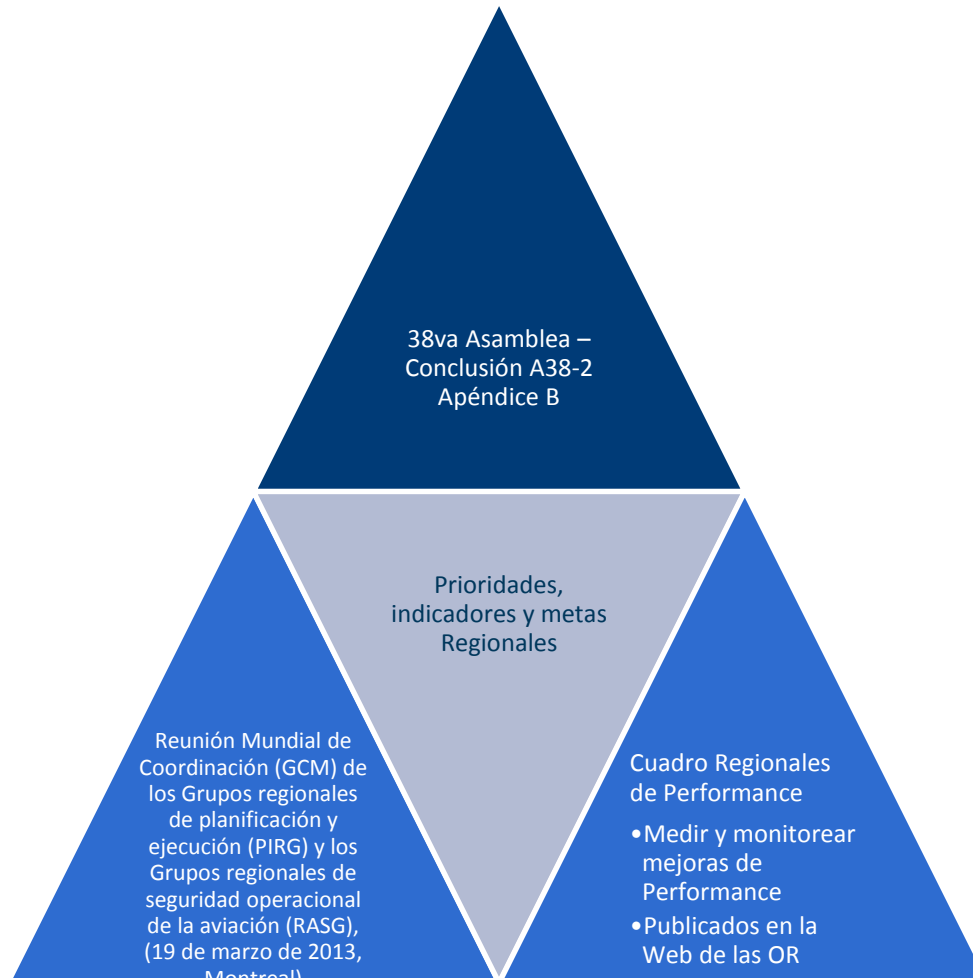 38va Asamblea –
Conclusión A38-2
Apéndice B
Prioridades,
indicadores y metas
Regionales
Reunión Mundial de
Coordinación (GCM) de
los Grupos regionales
de planificación y
ejecución (PIRG) y los
Grupos regionales de
seguridad operacional
de la aviación (RASG),
(19 de marzo de 2013,
Montreal)
Cuadro Regionales
de Performance
•Medir y monitorear
mejoras de
Performance
•Publicados en la
Web de las OR